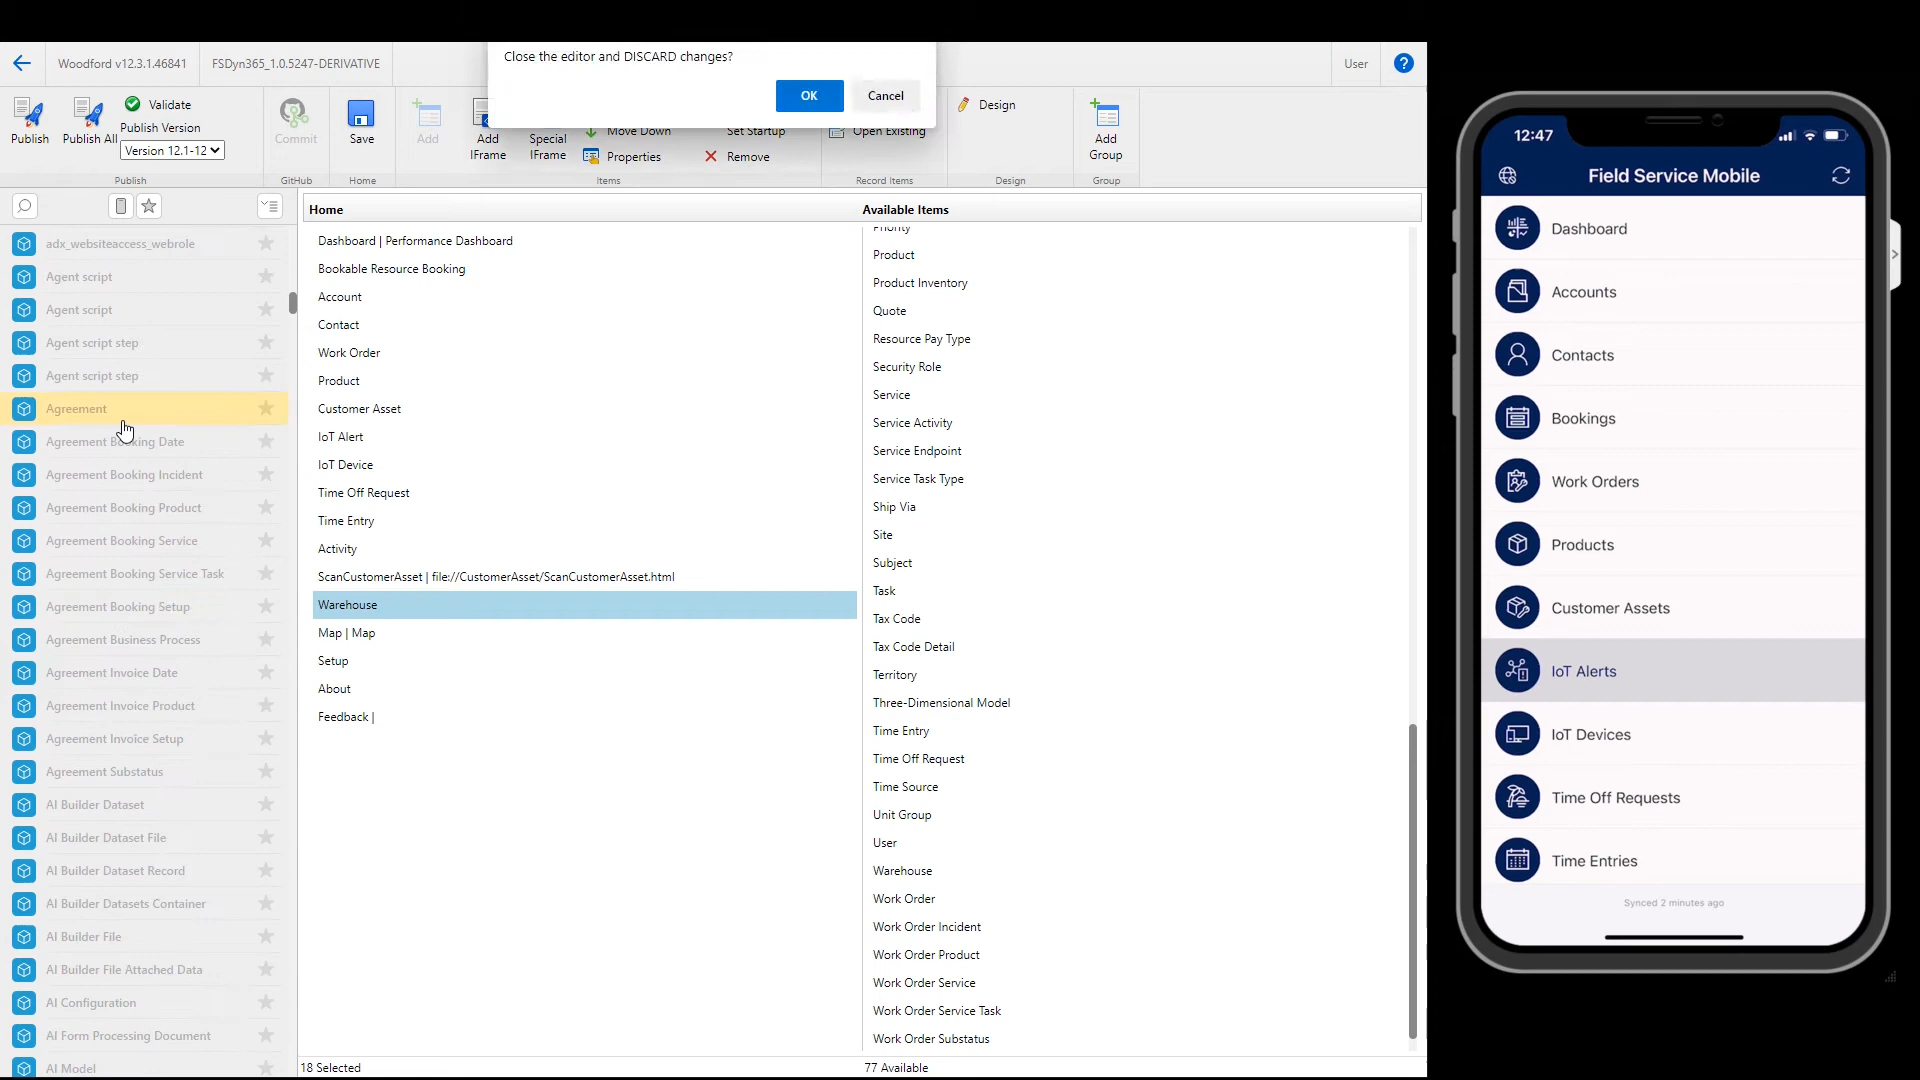 Close the editor and DISCARD changes?
OK
Cancel
Woodford v12.3.1.46841
FSDyn365_1.0.5247-DERIVATIVE
User
?
Publish
Publish All
Validate
Publish Version
Version 12.1-12
Publish
Commit
GitHub
Save
Home
Add
Add
IFrame
Special
IFrame
Move Down
Properties
Set Startup
Remove
Items
Open Existing
Record Items
Design
Design
Add
Group
Group
adx_websiteaccess_webrole
Agent script
Agent script
Agent script step
Agent script step
Agreement
Agreement Booking Date
Agreement Booking Incident
Agreement Booking Product
Agreement Booking Service
Agreement Booking Service Task
Agreement Booking Setup
Agreement Business Process
Agreement Invoice Date
Agreement Invoice Product
Agreement Invoice Setup
Agreement Substatus
AI Builder Dataset
AI Builder Dataset File
AI Builder Dataset Record
AI Builder Datasets Container
AI Builder File
AI Builder File Attached Data
AI Configuration
AI Form Processing Document
AI Model
Home
Dashboard | Performance Dashboard
Bookable Resource Booking
Account
Contact
Work Order
Product
Customer Asset
IoT Alert
IoT Device
Time Off Request
Time Entry
Activity
ScanCustomerAsset | file://CustomerAsset/ScanCustomerAsset.html
Warehouse
Map | Map
Setup
About
Feedback |
18 Selected
Available Items
Priority
Product
Product Inventory
Quote
Resource Pay Type
Security Role
Service
Service Activity
Service Endpoint
Service Task Type
Ship Via
Site
Subject
Task
Tax Code
Tax Code Detail
Territory
Three-Dimensional Model
Time Entry
Time Off Request
Time Source
Unit Group
User
Warehouse
Work Order
Work Order Incident
Work Order Product
Work Order Service
Work Order Service Task
Work Order Substatus
77 Available
12:47
Field Service Mobile
Dashboard
Accounts
Contacts
Bookings
Work Orders
Products
Customer Assets
IoT Alerts
IoT Devices
Time Off Requests
Time Entries
Synced 2 minutes ago